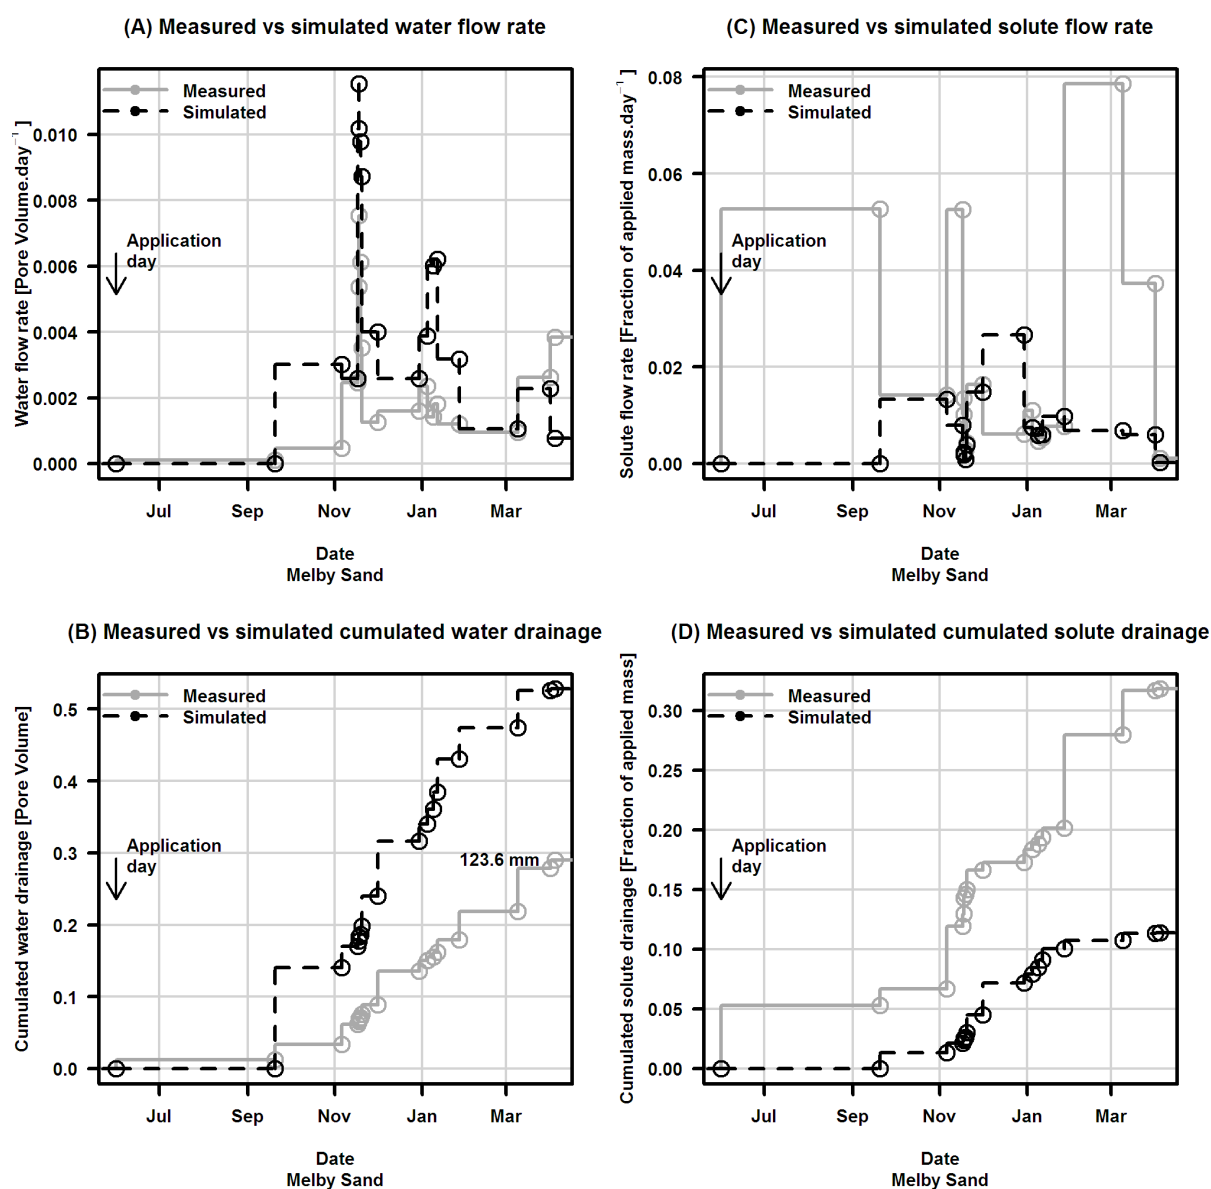 (A) Measured vs simulated water flow rate
Water flow rate [Pore Volume.day⁻¹ ]
0.010
0.008
0.006
0.004
0.002
0.000
Measured
Simulated
Application
day
Jul
Sep
Nov
Jan
Mar
Date
Melby Sand
(C) Measured vs simulated solute flow rate
Solute flow rate [Fraction of applied mass.day⁻¹ ]
0.08
0.06
0.04
0.02
0.00
Measured
Simulated
Application
day
Jul
Sep
Nov
Jan
Mar
Date
Melby Sand
(B) Measured vs simulated cumulated water drainage
Cumulated water drainage [Pore Volume]
0.5
0.4
0.3
0.2
0.1
0.0
Measured
Simulated
Application
day
123.6 mm
Jul
Sep
Nov
Jan
Mar
Date
Melby Sand
(D) Measured vs simulated cumulated solute drainage
Cumulated solute drainage [Fraction of applied mass]
0.30
0.25
0.20
0.15
0.10
0.05
0.00
Measured
Simulated
Application
day
Jul
Sep
Nov
Jan
Mar
Date
Melby Sand